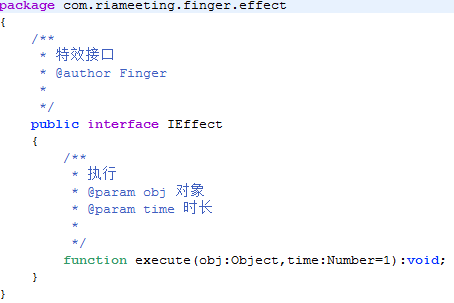 package com.riameeting.finger.effect
{
    /**
     * 特效接口
     * @author Finger
     *
     */
    public interface IEffect
    {
        /**
         * 执行
         * @param obj 对象
         * @param time 时长
         *
         */
        function execute(obj:Object,time:Number=1):void;
    }
}